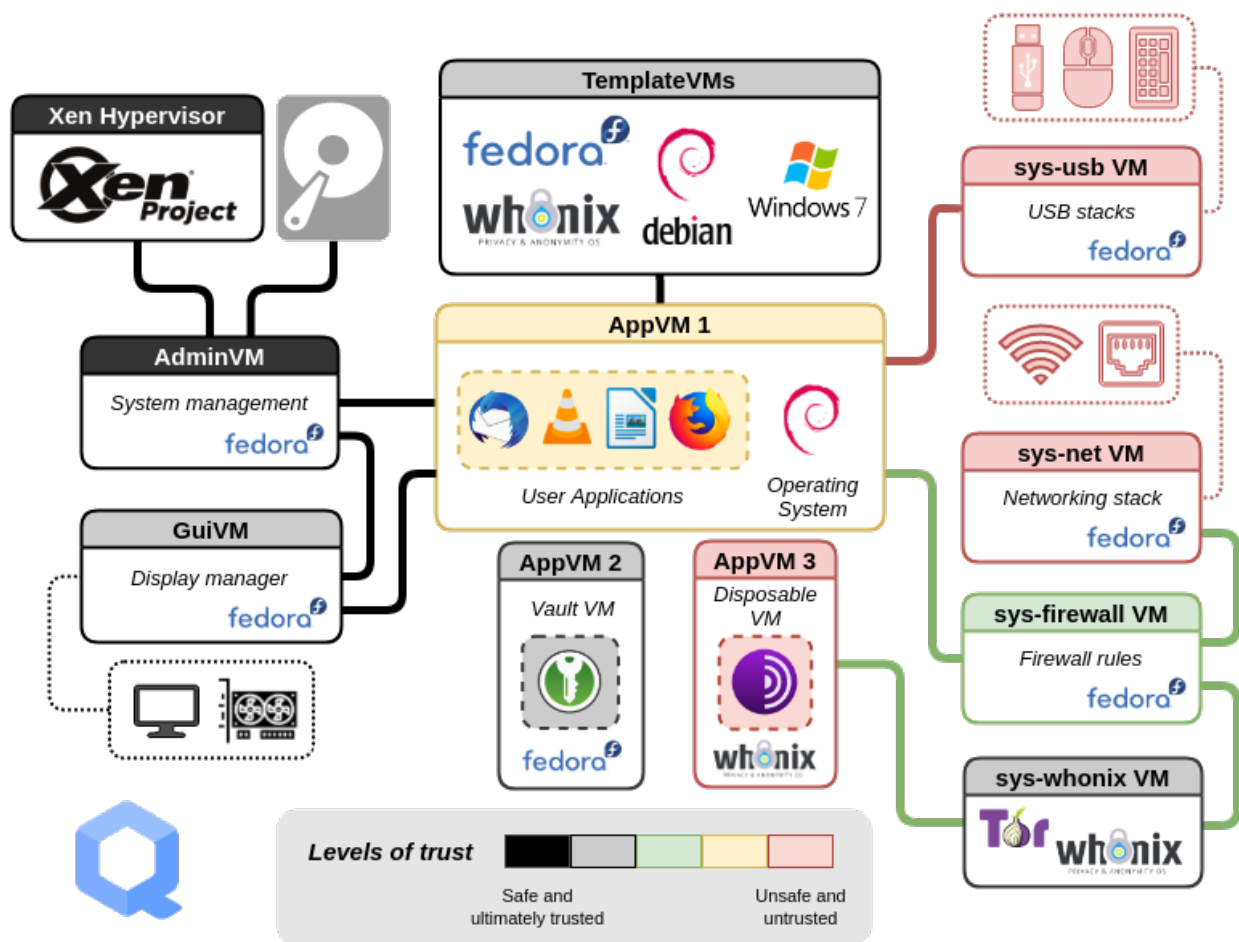 Xen Hypervisor
Xen
Project
TemplateVMs
fedora
whonix
PRIVACY & ANONYMITY OS
debian
Windows 7
sys-usb VM
USB stacks
fedora
AdminVM
System management
fedora
AppVM 1
User Applications
Operating
System
sys-net VM
Networking stack
fedora
GuiVM
Display manager
fedora
AppVM 2
Vault VM
fedora
AppVM 3
Disposable
VM
whonix
PRIVACY & ANONYMITY OS
sys-firewall VM
Firewall rules
fedora
sys-whonix VM
Tor
whonix
PRIVACY & ANONYMITY OS
Levels of trust
Safe and
ultimately trusted
Unsafe and
untrusted